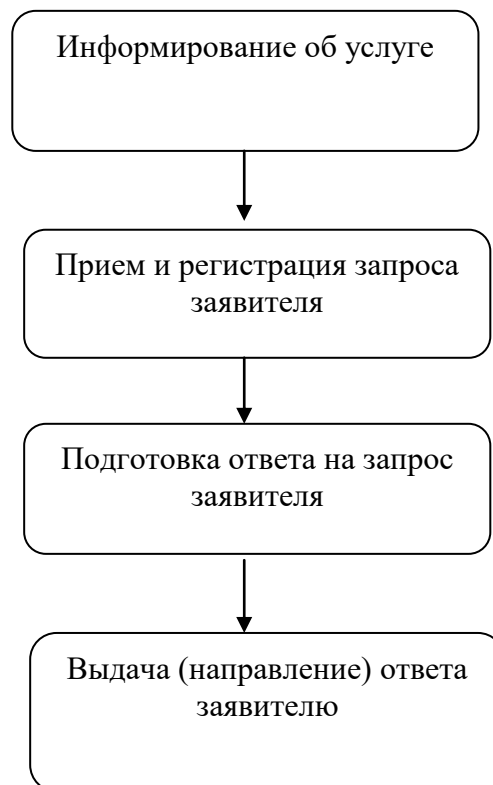 Информирование об услуге
Прием и регистрация запроса
заявителя
Подготовка ответа на запрос
заявителя
Выдача (направление) ответа
заявителю